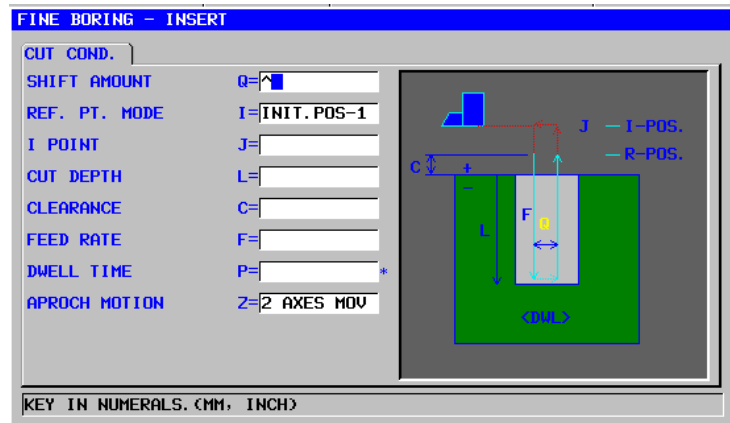 FINE BORING - INSERT
CUT COND.
SHIFT AMOUNT Q=^
REF. PT. MODE I=INIT.POS-1
I POINT J=
CUT DEPTH L=
CLEARANCE C=
FEED RATE F=
DWELL TIME P= *
APROCH MOTION Z=2 AXES MOV
J I-POS.
R-POS.
C + -
F Q
L
<DWL>
KEY IN NUMERALS.(MM, INCH)